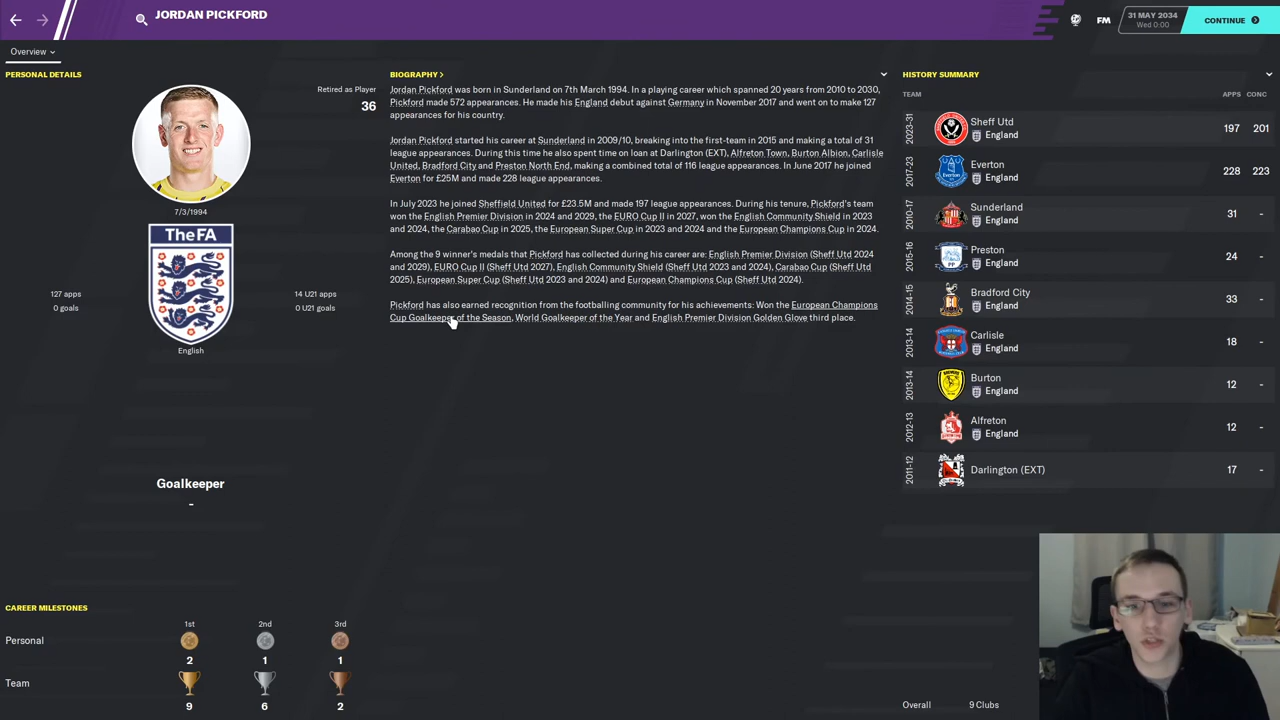 JORDAN PICKFORD
FM
31 MAY 2034
Wed 0:00
CONTINUE
Overview
PERSONAL DETAILS
Retired as Player
36
7/3/1994
The FA
127 apps
0 goals
14 U21 apps
0 U21 goals
English
Goalkeeper
-
CAREER MILESTONES
1st 2nd 3rd
Personal
2 1 1
Team
9 6 2
BIOGRAPHY
Jordan Pickford was born in Sunderland on 7th March 1994. In a playing career which spanned 20 years from 2010 to 2030,
Pickford made 572 appearances. He made his England debut against Germany in November 2017 and went on to make 127
appearances for his country.
Jordan Pickford started his career at Sunderland in 2009/10, breaking into the first-team in 2015 and making a total of 31
league appearances. During this time he also spent time on loan at Darlington (EXT), Alfreton Town, Burton Albion, Carlisle
United, Bradford City and Preston North End, making a combined total of 116 league appearances. In June 2017 he joined
Everton for £25M and made 228 league appearances.
In July 2023 he joined Sheffield United for £23.5M and made 197 league appearances. During his tenure, Pickford's team
won the English Premier Division in 2024 and 2029, the EURO Cup II in 2027, won the English Community Shield in 2023
and 2024, the Carabao Cup in 2025, the European Super Cup in 2023 and 2024 and the European Champions Cup in 2024.
Among the 9 winner's medals that Pickford has collected during his career are: English Premier Division (Sheff Utd 2024
and 2029), EURO Cup II (Sheff Utd 2027), English Community Shield (Sheff Utd 2023 and 2024), Carabao Cup (Sheff Utd
2025), European Super Cup (Sheff Utd 2023 and 2024) and European Champions Cup (Sheff Utd 2024).
Pickford has also earned recognition from the footballing community for his achievements: Won the European Champions
Cup Goalkeeper of the Season, World Goalkeeper of the Year and English Premier Division Golden Glove third place.
HISTORY SUMMARY
TEAM APPS CONC
2023-31 Sheff Utd 197 201
England
2017-23 Everton 228 223
England
2010-17 Sunderland 31 -
England
2015-16 Preston 24 -
England
2014-15 Bradford City 33 -
England
2013-14 Carlisle 18 -
England
2013-14 Burton 12 -
England
2012-13 Alfreton 12 -
England
2011-12 Darlington (EXT) 17 -
Overall 9 Clubs